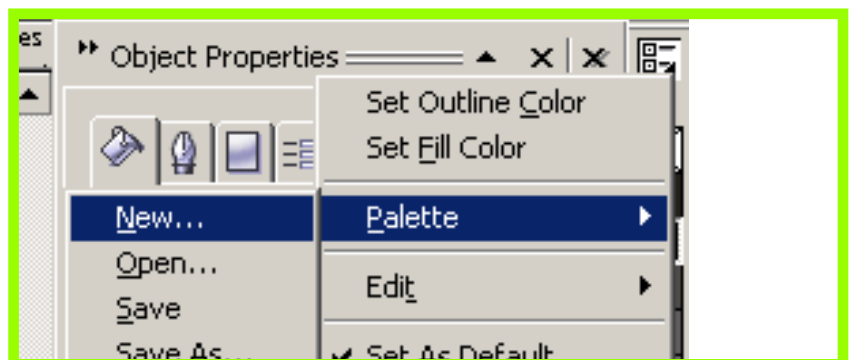 es
Object Properties
Set Outline Color
Set Fill Color
New...
Palette
Open...
Edit
Save
Save As...
Set As Default